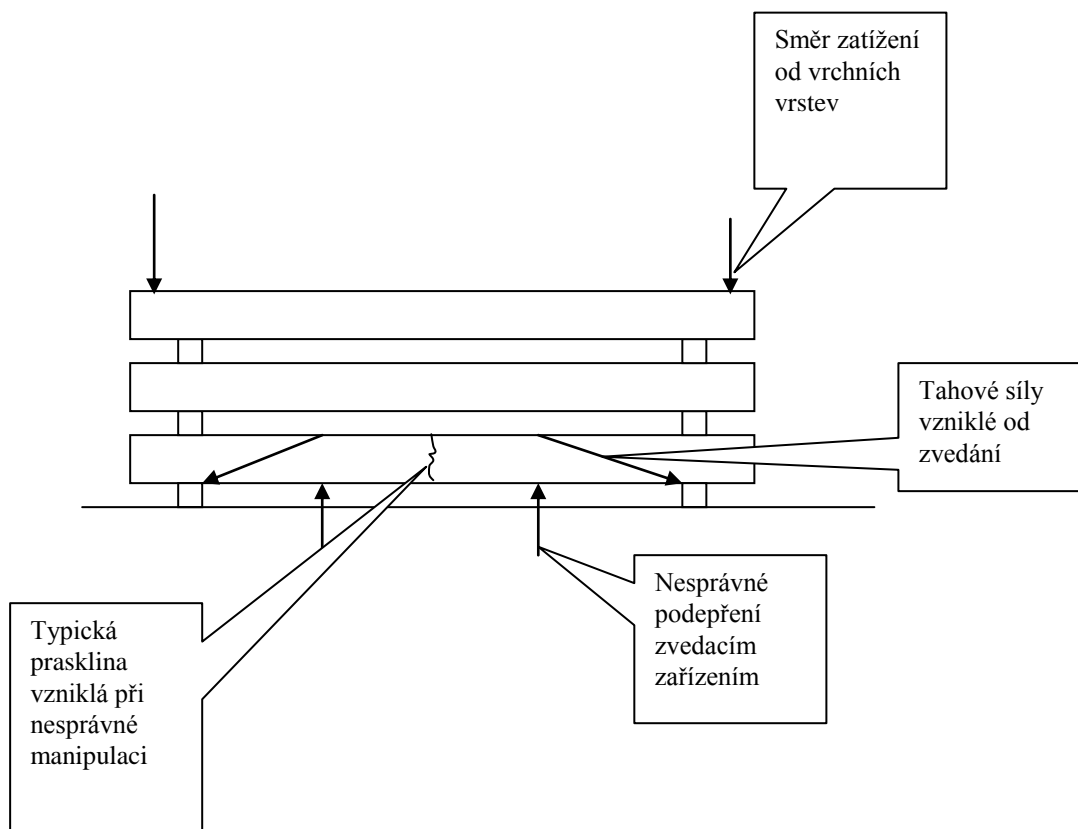 Směr zatížení
od vrchních
vrstev
Tahové síly
vzniklé od
zvedání
Nesprávné
podepření
zvedacím
zařízením
Typická
prasklina
vzniklá při
nesprávné
manipulaci